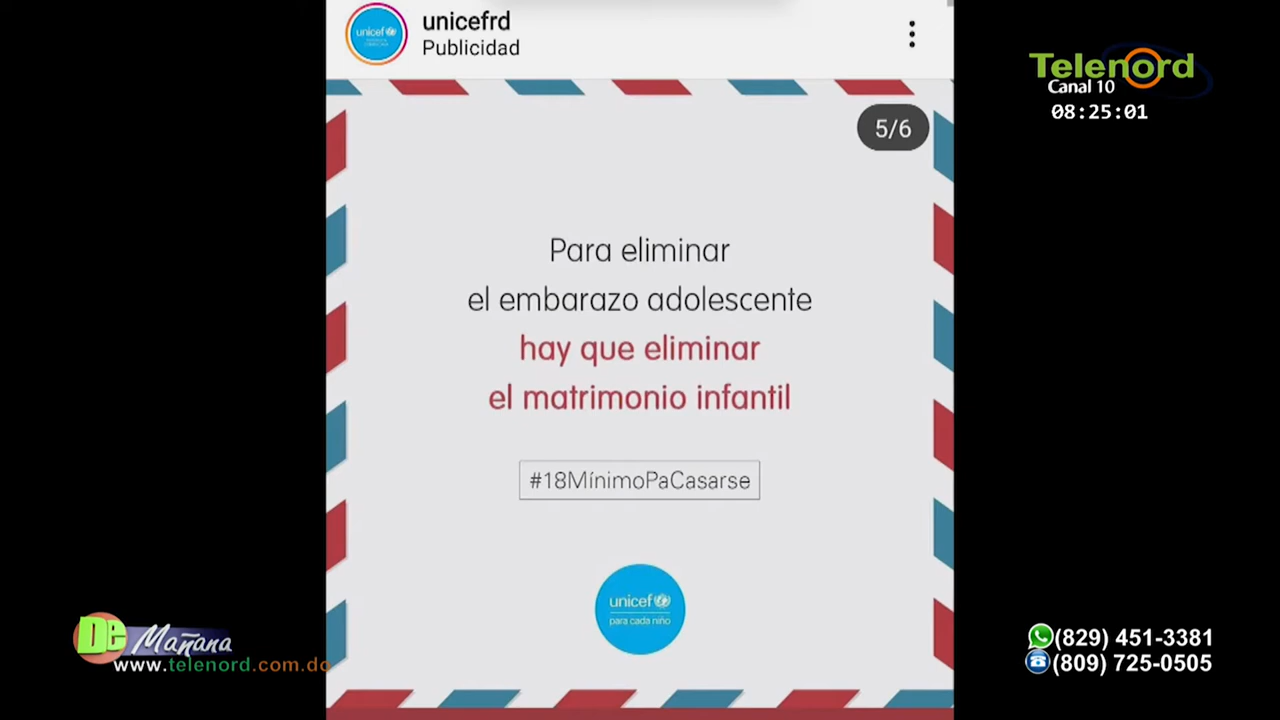 unicef
unicefrd
Publicidad
Telenord
Canal 10
08:25:01
5/6
Para eliminar
el embarazo adolescente
hay que eliminar
el matrimonio infantil
#18MínimoPaCasarse
unicef
para cada niño
De Mañana
www.telenord.com.do
(829) 451-3381
(809) 725-0505